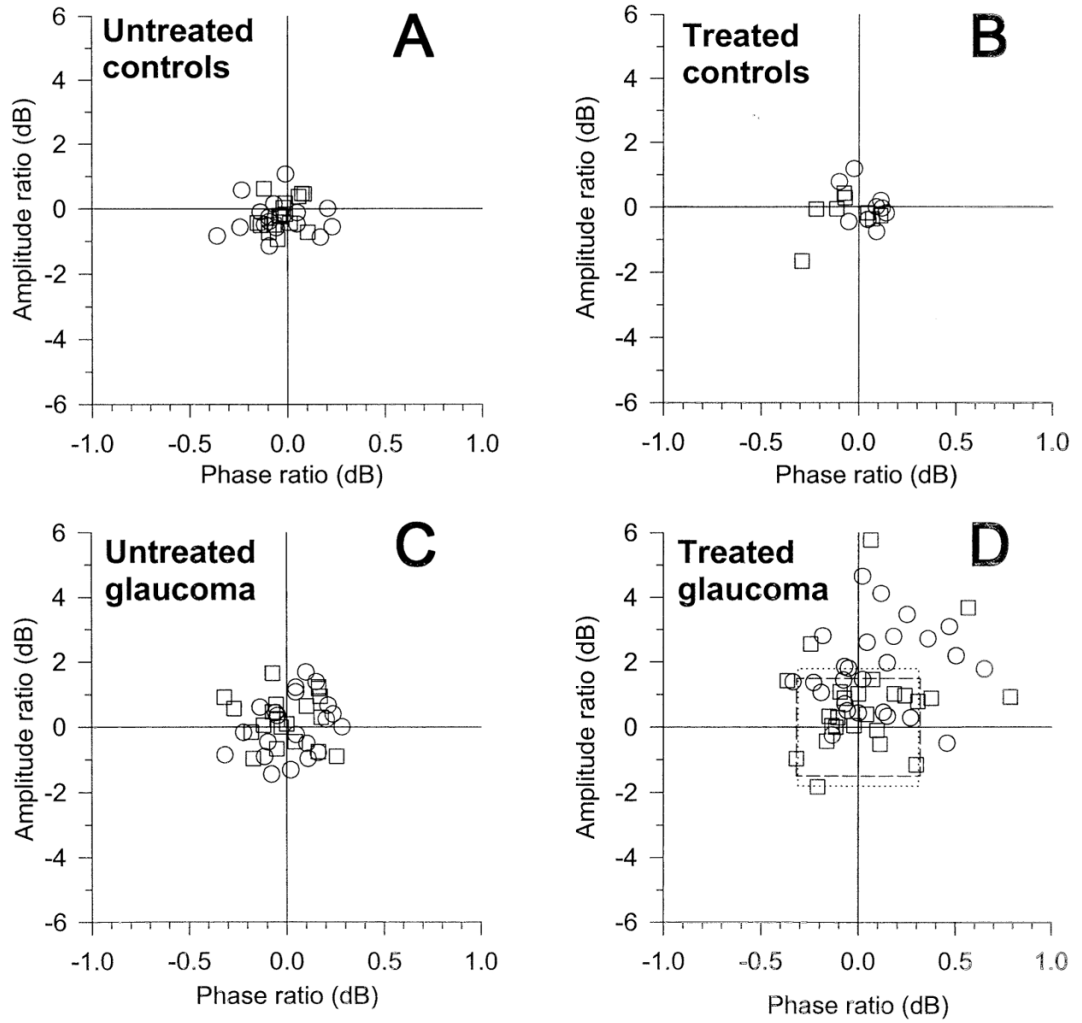 Untreated
controls
A
6
4
2
0
-2
-4
-6
Amplitude ratio (dB)
-1.0 -0.5 0.0 0.5 1.0
Phase ratio (dB)
Treated
controls
B
6
4
2
0
-2
-4
-6
Amplitude ratio (dB)
-1.0 -0.5 0.0 0.5 1.0
Phase ratio (dB)
Untreated
glaucoma
C
6
4
2
0
-2
-4
-6
Amplitude ratio (dB)
-1.0 -0.5 0.0 0.5 1.0
Phase ratio (dB)
Treated
glaucoma
D
6
4
2
0
-2
-4
-6
Amplitude ratio (dB)
-1.0 -0.5 0.0 0.5 1.0
Phase ratio (dB)